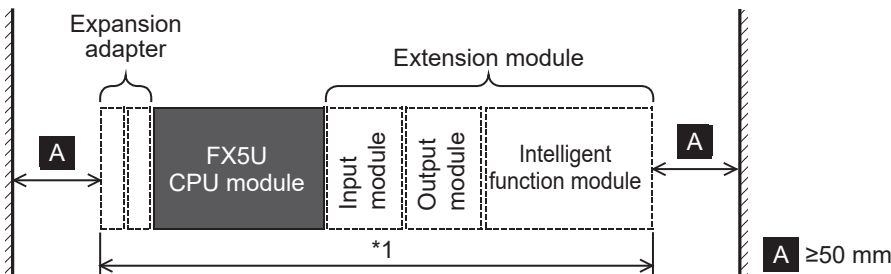 Expansion
adapter
Extension module
A
FX5U
CPU module
Input
module
Output
module
Intelligent
function module
A
*1
A ≥50 mm